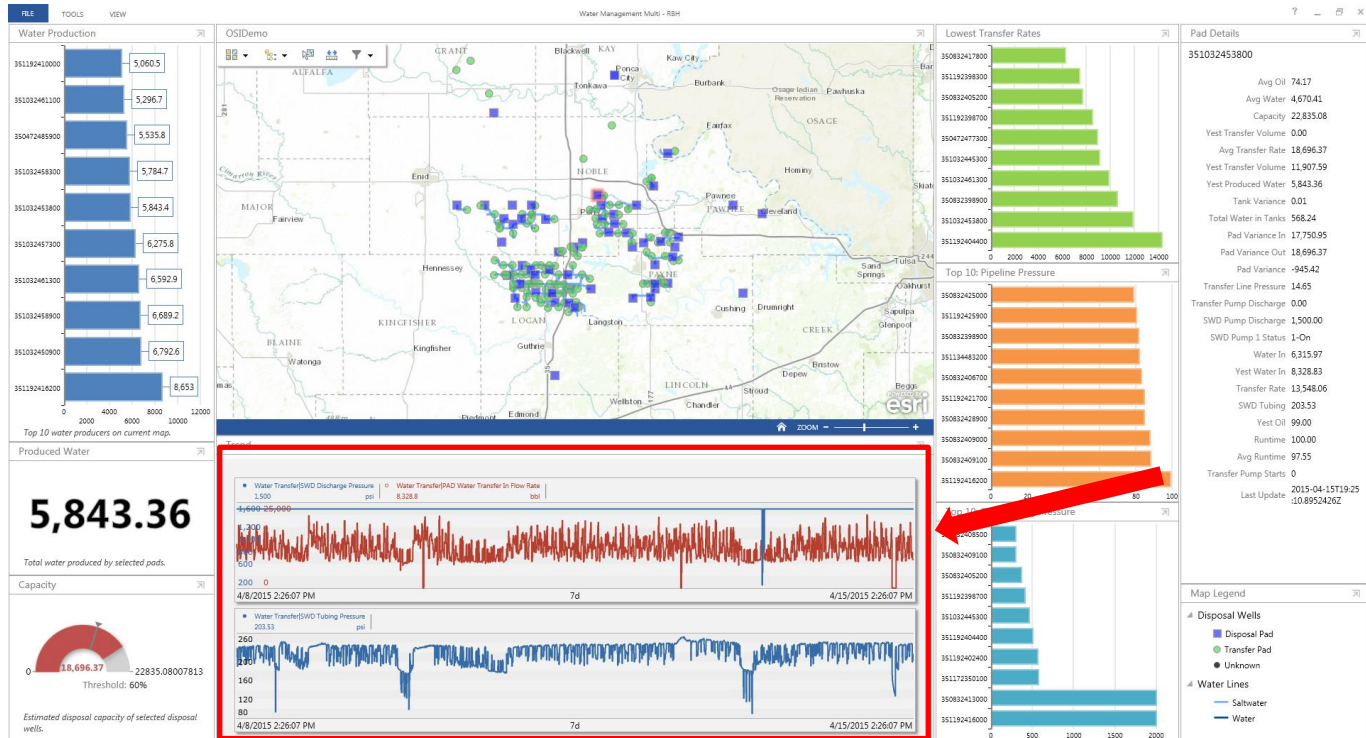 FILE TOOLS VIEW Water Management Multi - RBH
Water Production
351192410000 5,060.5
351032461100 5,296.7
350472485900 5,535.8
351032458300 5,784.7
351032453800 5,843.4
351032457300 6,275.8
351032461300 6,592.9
351032458900 6,689.2
351032450900 6,792.6
351192416200 8,653
0 2000 4000 6000 8000 10000 12000
Top 10 water producers on current map.
Produced Water
5,843.36
Total water produced by selected pads.
Capacity
18,696.37
0 22835.08007813
Threshold: 60%
Estimated disposal capacity of selected disposal
wells.
OSIDemo
GRANT Blackwell KAY Kaw City
ALFALFA
Ponca
City
Tonkawa Burbank
Osage Indian
Reservation
Pawhuska
281
OSAGE
Fairfax
Cimarron River
Enid
NOBLE
Hominy
Pawnee
MAJOR
PAWNEE Cleveland
Fairview
Hennessey
PAYNE
Sand
Springs
Tulsa
244
Oakhurst
Cushing Drumright
Sapulpa
KINGFISHER LOGAN Langston
CREEK
Glenpool
BLAINE
Kingfisher Guthrie
Watonga
Depew
Bristow
35
LINCOLN 44 Stroud
Beggs
177
Wellston Chandler
Piedmont Edmond
esri
ZOOM - +
Trend
Water Transfer|SWD Discharge Pressure Water Transfer|PAD Water Transfer In Flow Rate
1,500 psi 8,328.8 bbl
1,600 25,000
1,200
600
200 0
4/8/2015 2:26:07 PM 7d 4/15/2015 2:26:07 PM
Water Transfer|SWD Tubing Pressure
203.53 psi
260
200
160
120
80
4/8/2015 2:26:07 PM 7d 4/15/2015 2:26:07 PM
Lowest Transfer Rates
350832417800
351192398300
350832405200
351192398700
350472477300
351032445300
351032461300
350832398900
351032453800
351192404400
0 2000 4000 6000 8000 10000 12000 14000
Top 10: Pipeline Pressure
350832425000
351192425900
350832398900
351134483200
350832406700
351192421700
350832428900
350832409000
350832409100
351192416200
0 20 80 100
350832409100
350832405200
351192398700
351032445300
351192404400
351192402400
351172350100
350832413000
351192416000
0 500 1000 1500 2000
Pad Details
351032453800
Avg Oil 74.17
Avg Water 4,670.41
Capacity 22,835.08
Yest Transfer Volume 0.00
Avg Transfer Rate 18,696.37
Yest Transfer Volume 11,907.59
Yest Produced Water 5,843.36
Tank Variance 0.01
Total Water in Tanks 568.24
Pad Variance In 17,750.95
Pad Variance Out 18,696.37
Pad Variance -945.42
Transfer Line Pressure 14.65
Transfer Pump Discharge 0.00
SWD Pump Discharge 1,500.00
SWD Pump 1 Status 1-On
Water In 6,315.97
Yest Water In 8,328.83
Transfer Rate 13,548.06
SWD Tubing 203.53
Yest Oil 99.00
Runtime 100.00
Avg Runtime 97.55
Transfer Pump Starts 0
Last Update 2015-04-15T19:25
:10.8952426Z
Map Legend
Disposal Wells
Disposal Pad
Transfer Pad
Unknown
Water Lines
Saltwater
Water